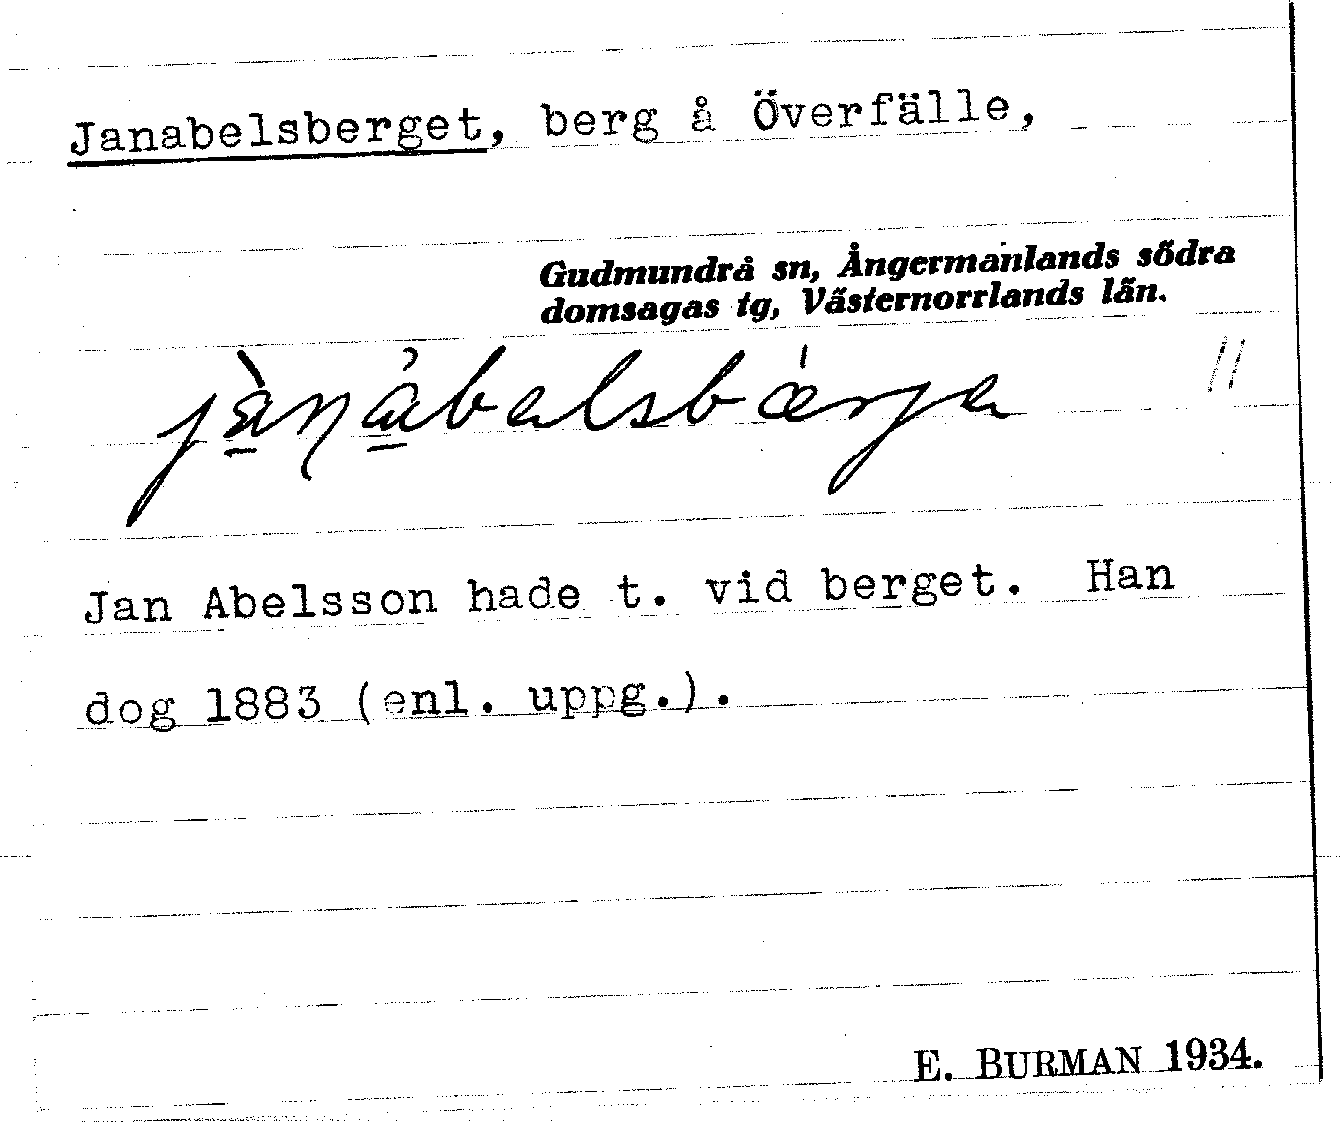 Janabelsberget, berg å Överfälle,
Gudmundrå sn, Ångermanlands södra
domsagas tg, Västernorrlands län.
Jan Abelsson hade t. vid berget. Han
dog 1883 (enl. uppg.).
E. BURMAN 1934.